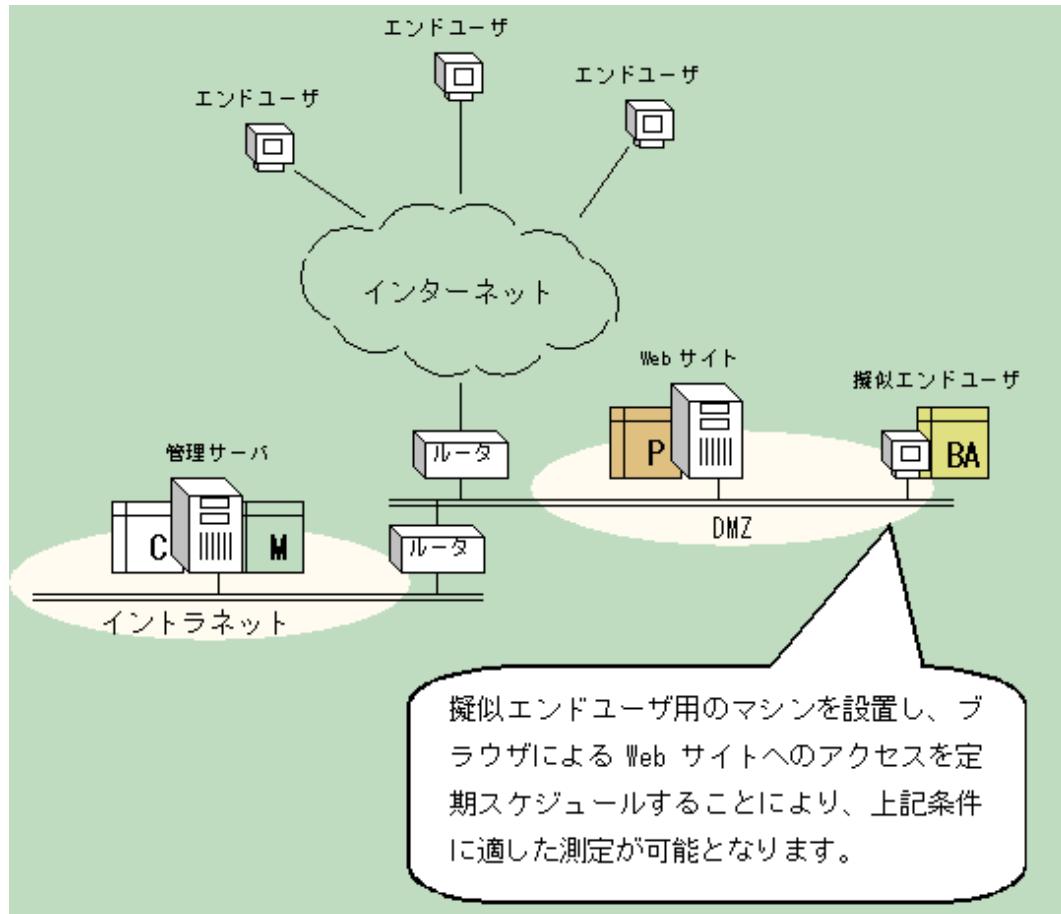 エンドユーザ
エンドユーザ
エンドユーザ
インターネット
Web サイト
擬似エンドユーザ
管理サーバ
ルータ
P
BA
C
M
ルータ
DMZ
イントラネット
擬似エンドユーザ用のマシンを設置し、ブ
ラウザによる Web サイトへのアクセスを定
期スケジュールすることにより、上記条件
に適した測定が可能となります。